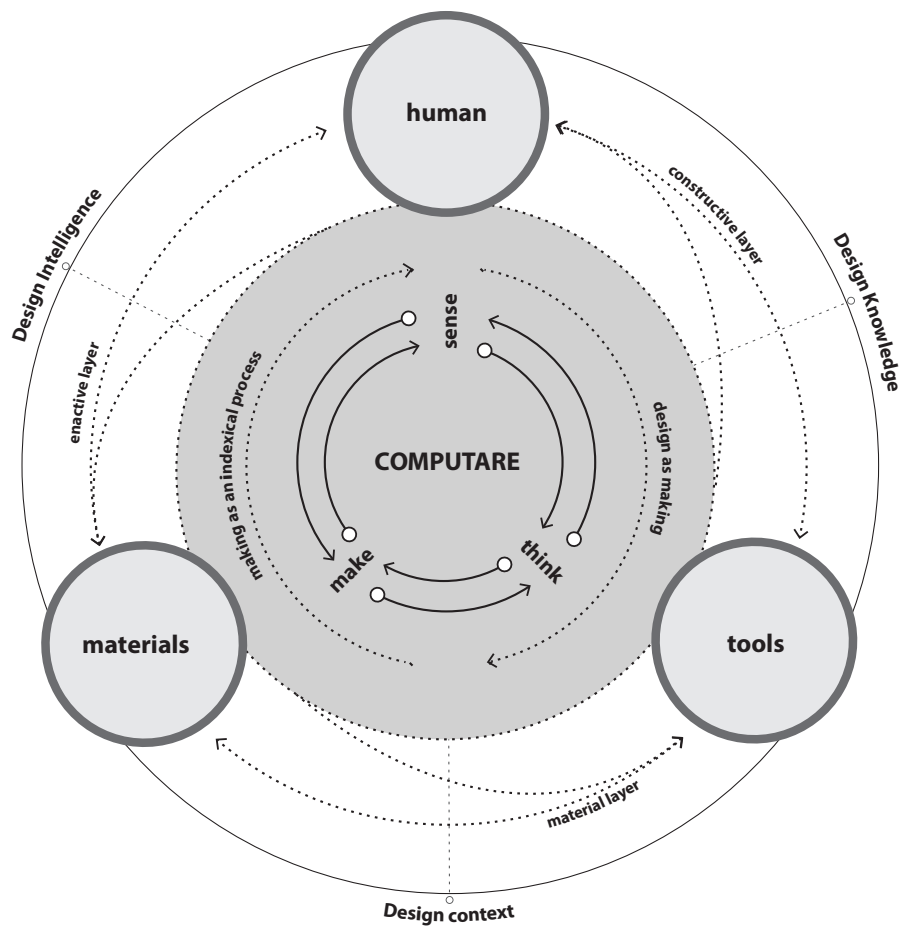 human
constructive layer
Design Intelligence
Design Knowledge
enactive layer
sense
making as an indexical process
COMPUTARE
design as making
make
think
materials
tools
material layer
Design context